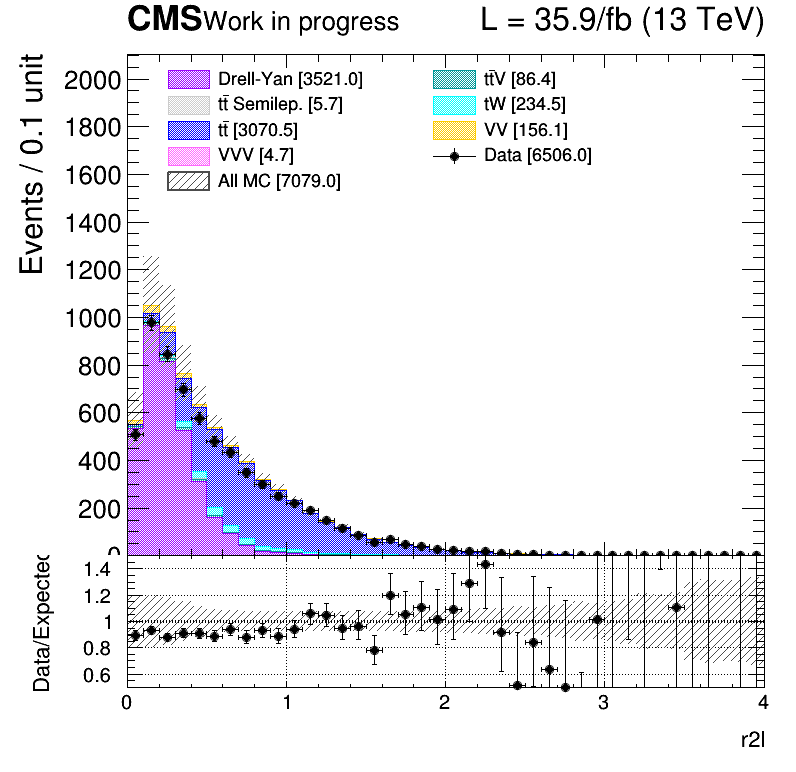 CMS Work in progress L = 35.9/fb (13 TeV)
Events / 0.1 unit
2000
1800
1600
1400
1200
1000
800
600
400
200
0
Drell-Yan [3521.0]
tt̄ Semilep. [5.7]
tt̄ [3070.5]
VVV [4.7]
All MC [7079.0]
tt̄V [86.4]
tW [234.5]
VV [156.1]
Data [6506.0]
Data/Expected
1.4
1.2
1
0.8
0.6
0 1 2 3 4
r2l